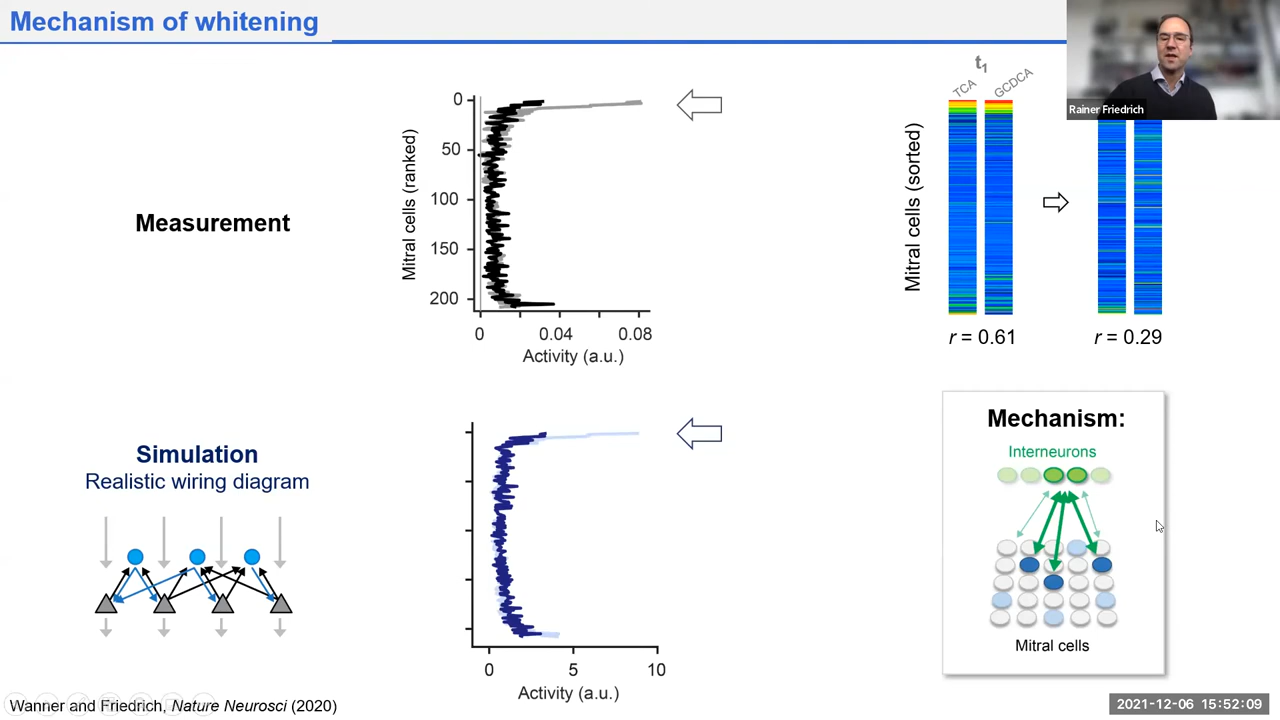 Mechanism of whitening
Rainer Friedrich
t1
TCA
GCDCA
Measurement
Mitral cells (ranked)
0
50
100
150
200
0
0.04
0.08
Activity (a.u.)
Mitral cells (sorted)
r = 0.61
r = 0.29
Simulation
Realistic wiring diagram
0
5
10
Activity (a.u.)
Mechanism:
Interneurons
Mitral cells
Wanner and Friedrich, Nature Neurosci (2020)
2021-12-06 15:52:09